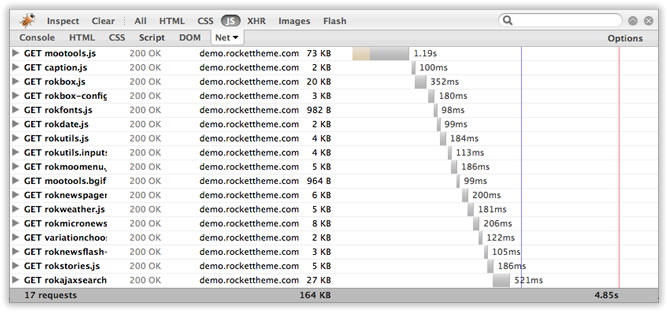 Inspect Clear All HTML CSS JS XHR Images Flash
Console HTML CSS Script DOM Net Options
GET mootools.js 200 OK demo.rockettheme.com 73 KB 1.19s
GET caption.js 200 OK demo.rockettheme.com 2 KB 100ms
GET rokbox.js 200 OK demo.rockettheme.com 20 KB 352ms
GET rokbox-config 200 OK demo.rockettheme.com 3 KB 180ms
GET rokfonts.js 200 OK demo.rockettheme.com 982 B 98ms
GET rokdate.js 200 OK demo.rockettheme.com 2 KB 99ms
GET rokutils.js 200 OK demo.rockettheme.com 4 KB 184ms
GET rokutils.inputs 200 OK demo.rockettheme.com 4 KB 113ms
GET rokmoomenu. 200 OK demo.rockettheme.com 5 KB 186ms
GET mootools.bgif 200 OK demo.rockettheme.com 964 B 99ms
GET roknewspager 200 OK demo.rockettheme.com 6 KB 200ms
GET rokweather.js 200 OK demo.rockettheme.com 5 KB 181ms
GET rokmicronews 200 OK demo.rockettheme.com 8 KB 206ms
GET variationchoos 200 OK demo.rockettheme.com 2 KB 122ms
GET roknewsflash- 200 OK demo.rockettheme.com 3 KB 105ms
GET rokstories.js 200 OK demo.rockettheme.com 5 KB 186ms
GET rokajaxsearch 200 OK demo.rockettheme.com 27 KB 521ms
17 requests 164 KB 4.85s